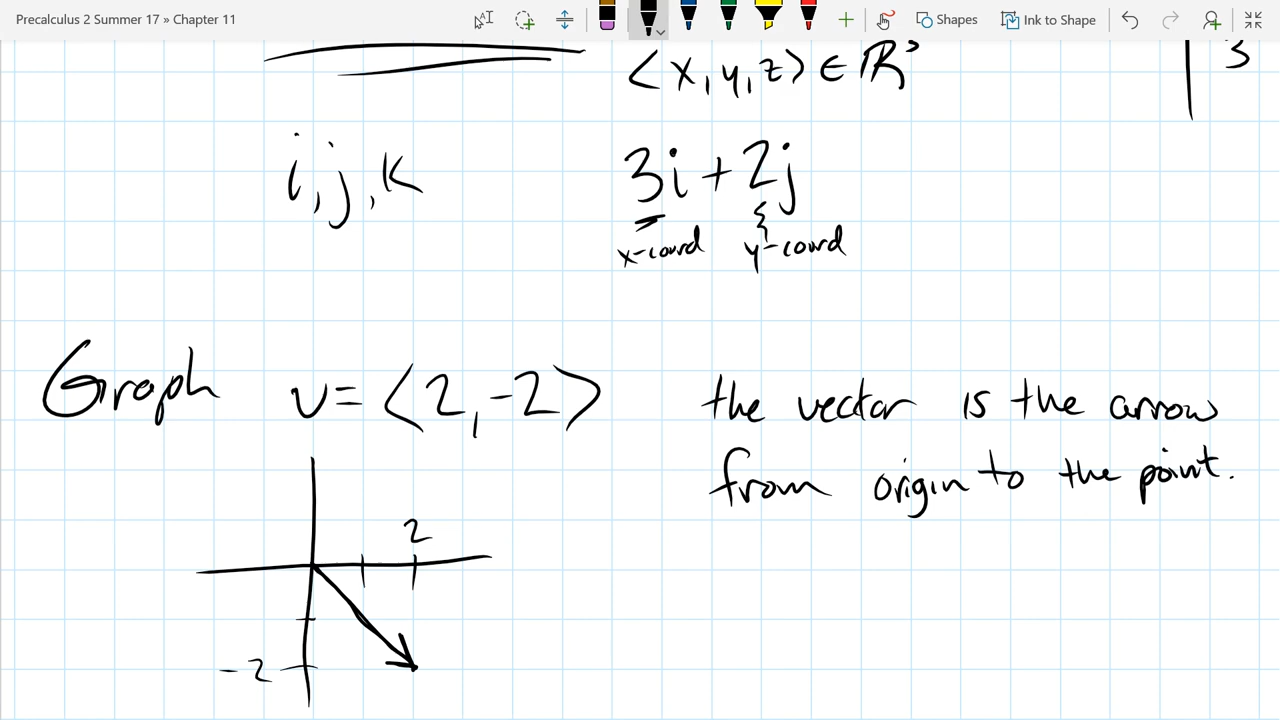 Precalculus 2 Summer 17 » Chapter 11
Shapes
Ink to Shape
⟨x, y, z⟩ ∈ ℝ³
3
i, j, k
3i + 2j
x-coord y-coord
Graph v = ⟨2, -2⟩
the vector is the arrow
from origin to the point.
2
-2